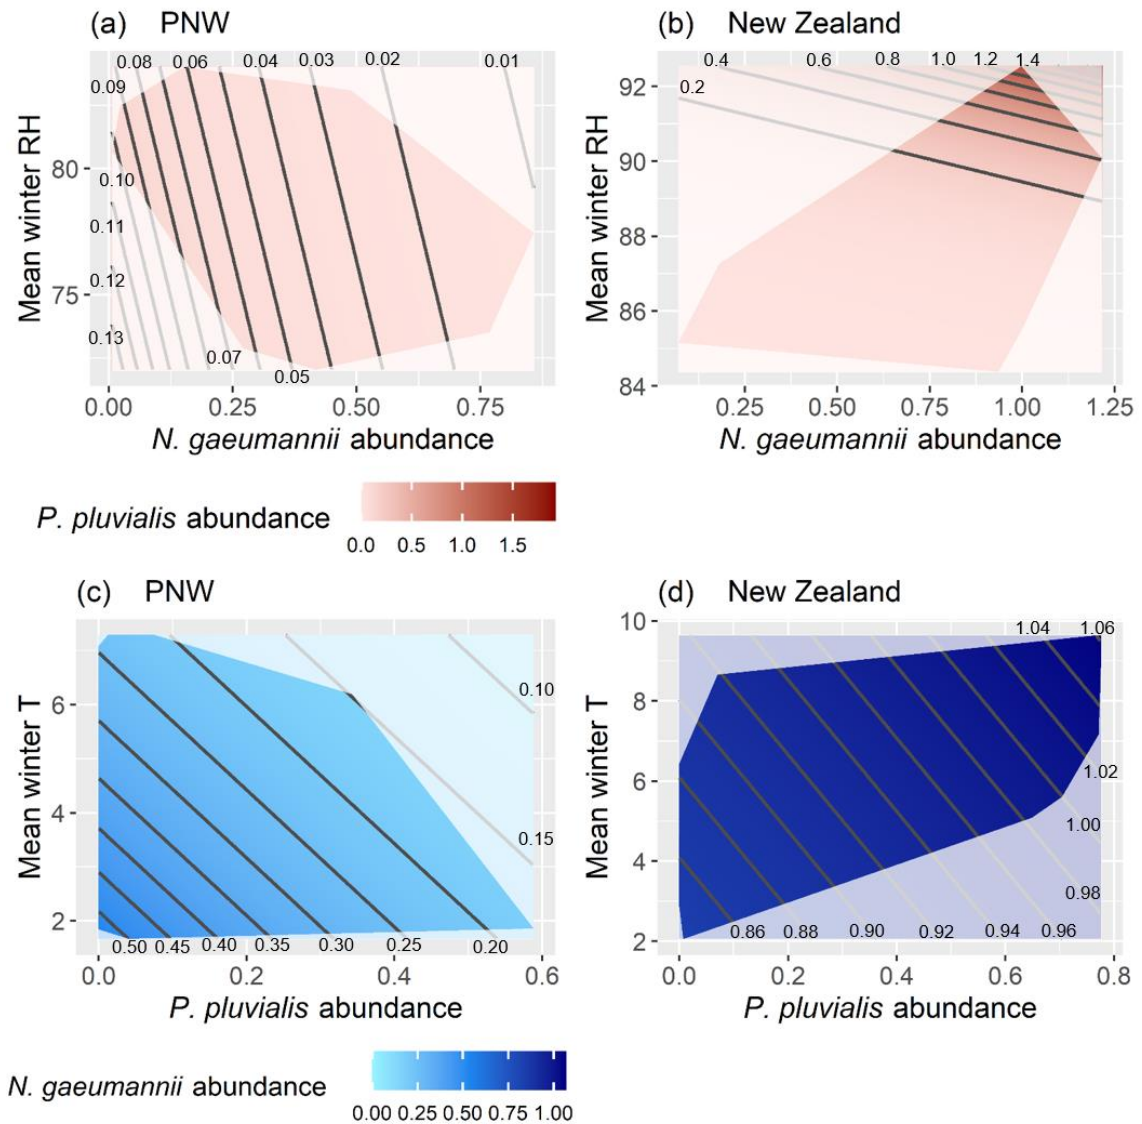 (a) PNW
(b) New Zealand
0.08 0.06 0.04 0.03 0.02 0.01
0.4 0.6 0.8 1.0 1.2 1.4
0.09
92
0.2
90
80
0.10
0.11
88
0.12
75
86
0.13
0.07
0.05
84
0.00 0.25 0.50 0.75
0.25 0.50 0.75 1.00 1.25
Mean winter RH
Mean winter RH
N. gaeumannii abundance
N. gaeumannii abundance
P. pluvialis abundance
0.0 0.5 1.0 1.5
(c) PNW
(d) New Zealand
10
1.04 1.06
6
0.10
8
1.02
6
4
0.15
1.00
4
0.98
2
0.50 0.45 0.40 0.35 0.30 0.25 0.20
0.86 0.88 0.90 0.92 0.94 0.96
2
0.0 0.2 0.4 0.6
0.0 0.2 0.4 0.6 0.8
Mean winter T
Mean winter T
P. pluvialis abundance
P. pluvialis abundance
N. gaeumannii abundance
0.00 0.25 0.50 0.75 1.00